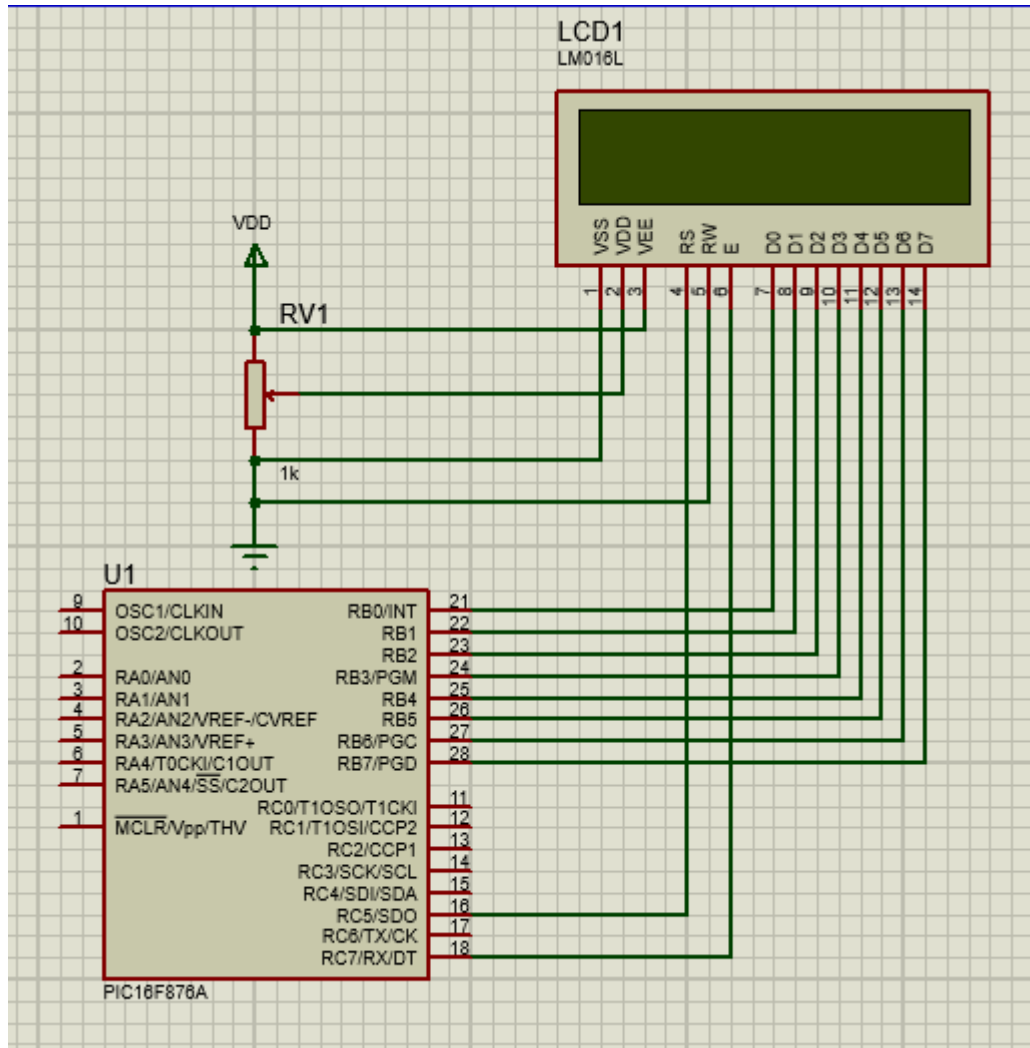 LCD1
LM016L
VSS
VDD
VEE
RS
RW
E
D0
D1
D2
D3
D4
D5
D6
D7
1
2
3
4
5
6
7
8
9
10
11
12
13
14
VDD
RV1
1k
U1
9 OSC1/CLKIN RB0/INT 21
10 OSC2/CLKOUT RB1 22
RB2 23
2 RA0/AN0 RB3/PGM 24
3 RA1/AN1 RB4 25
4 RA2/AN2/VREF-/CVREF RB5 26
5 RA3/AN3/VREF+ RB6/PGC 27
6 RA4/T0CKI/C1OUT RB7/PGD 28
7 RA5/AN4/SS/C2OUT
RC0/T1OSO/T1CKI 11
1 MCLR/Vpp/THV RC1/T1OSI/CCP2 12
RC2/CCP1 13
RC3/SCK/SCL 14
RC4/SDI/SDA 15
RC5/SDO 16
RC6/TX/CK 17
RC7/RX/DT 18
PIC16F876A